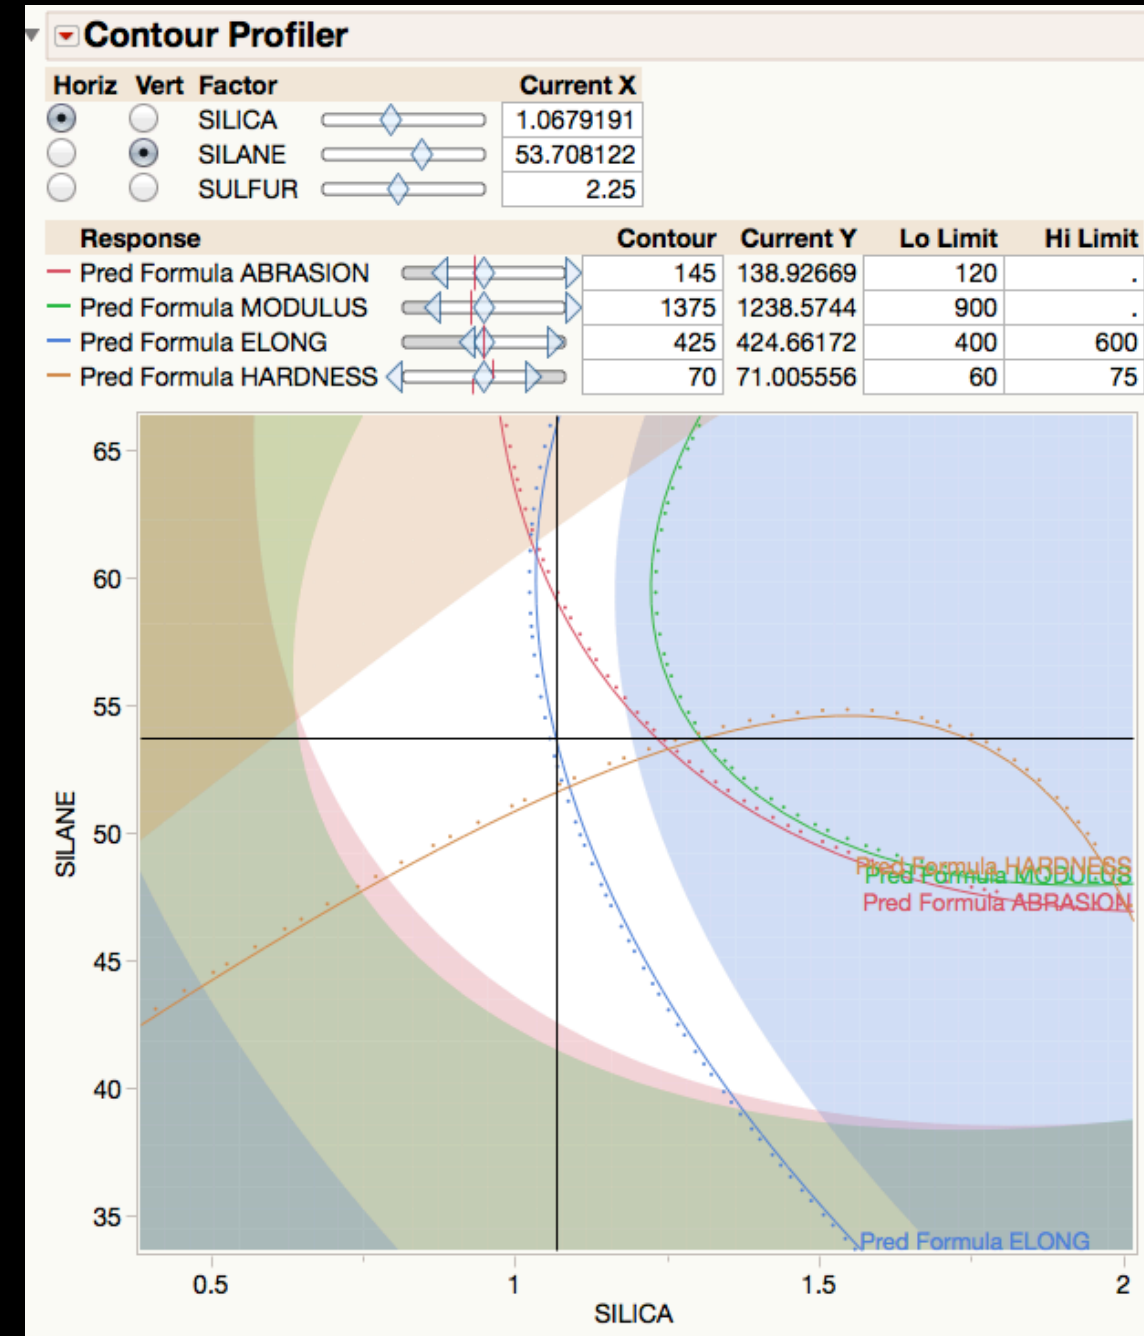 Contour Profiler
Horiz Vert Factor Current X
SILICA 1.0679191
SILANE 53.708122
SULFUR 2.25
Response Contour Current Y Lo Limit Hi Limit
Pred Formula ABRASION 145 138.92669 120 .
Pred Formula MODULUS 1375 1238.5744 900 .
Pred Formula ELONG 425 424.66172 400 600
Pred Formula HARDNESS 70 71.005556 60 75
65
60
55
50
45
40
35
SILANE
Pred Formula HARDNESS
Pred Formula MODULUS
Pred Formula ABRASION
Pred Formula ELONG
0.5 1 1.5 2
SILICA